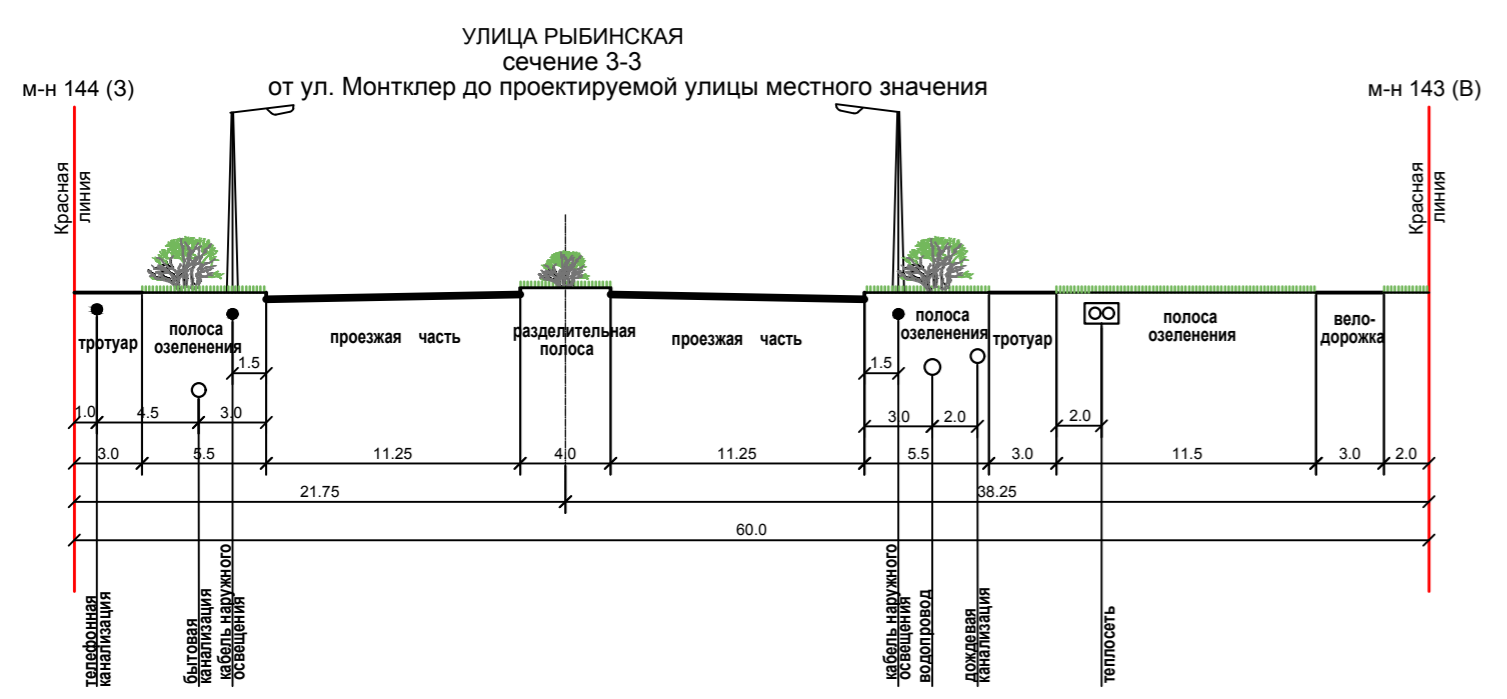 УЛИЦА РЫБИНСКАЯ
сечение 3-3
от ул. Монтклер до проектируемой улицы местного значения
м-н 144 (З)
м-н 143 (В)
Красная
линия
Красная
линия
тротуар
полоса
озеленения
проезжая часть
разделительная
полоса
проезжая часть
полоса
озеленения
тротуар
полоса
озеленения
вело-
дорожка
1.5
1.5
1.0
4.5
3.0
3.0
2.0
2.0
3.0
5.5
11.25
4.0
11.25
5.5
3.0
11.5
3.0
2.0
21.75
38.25
60.0
телефонная
канализация
бытовая
канализация
кабель наружного
освещения
кабель наружного
освещения
водопровод
дождевая
канализация
теплосеть